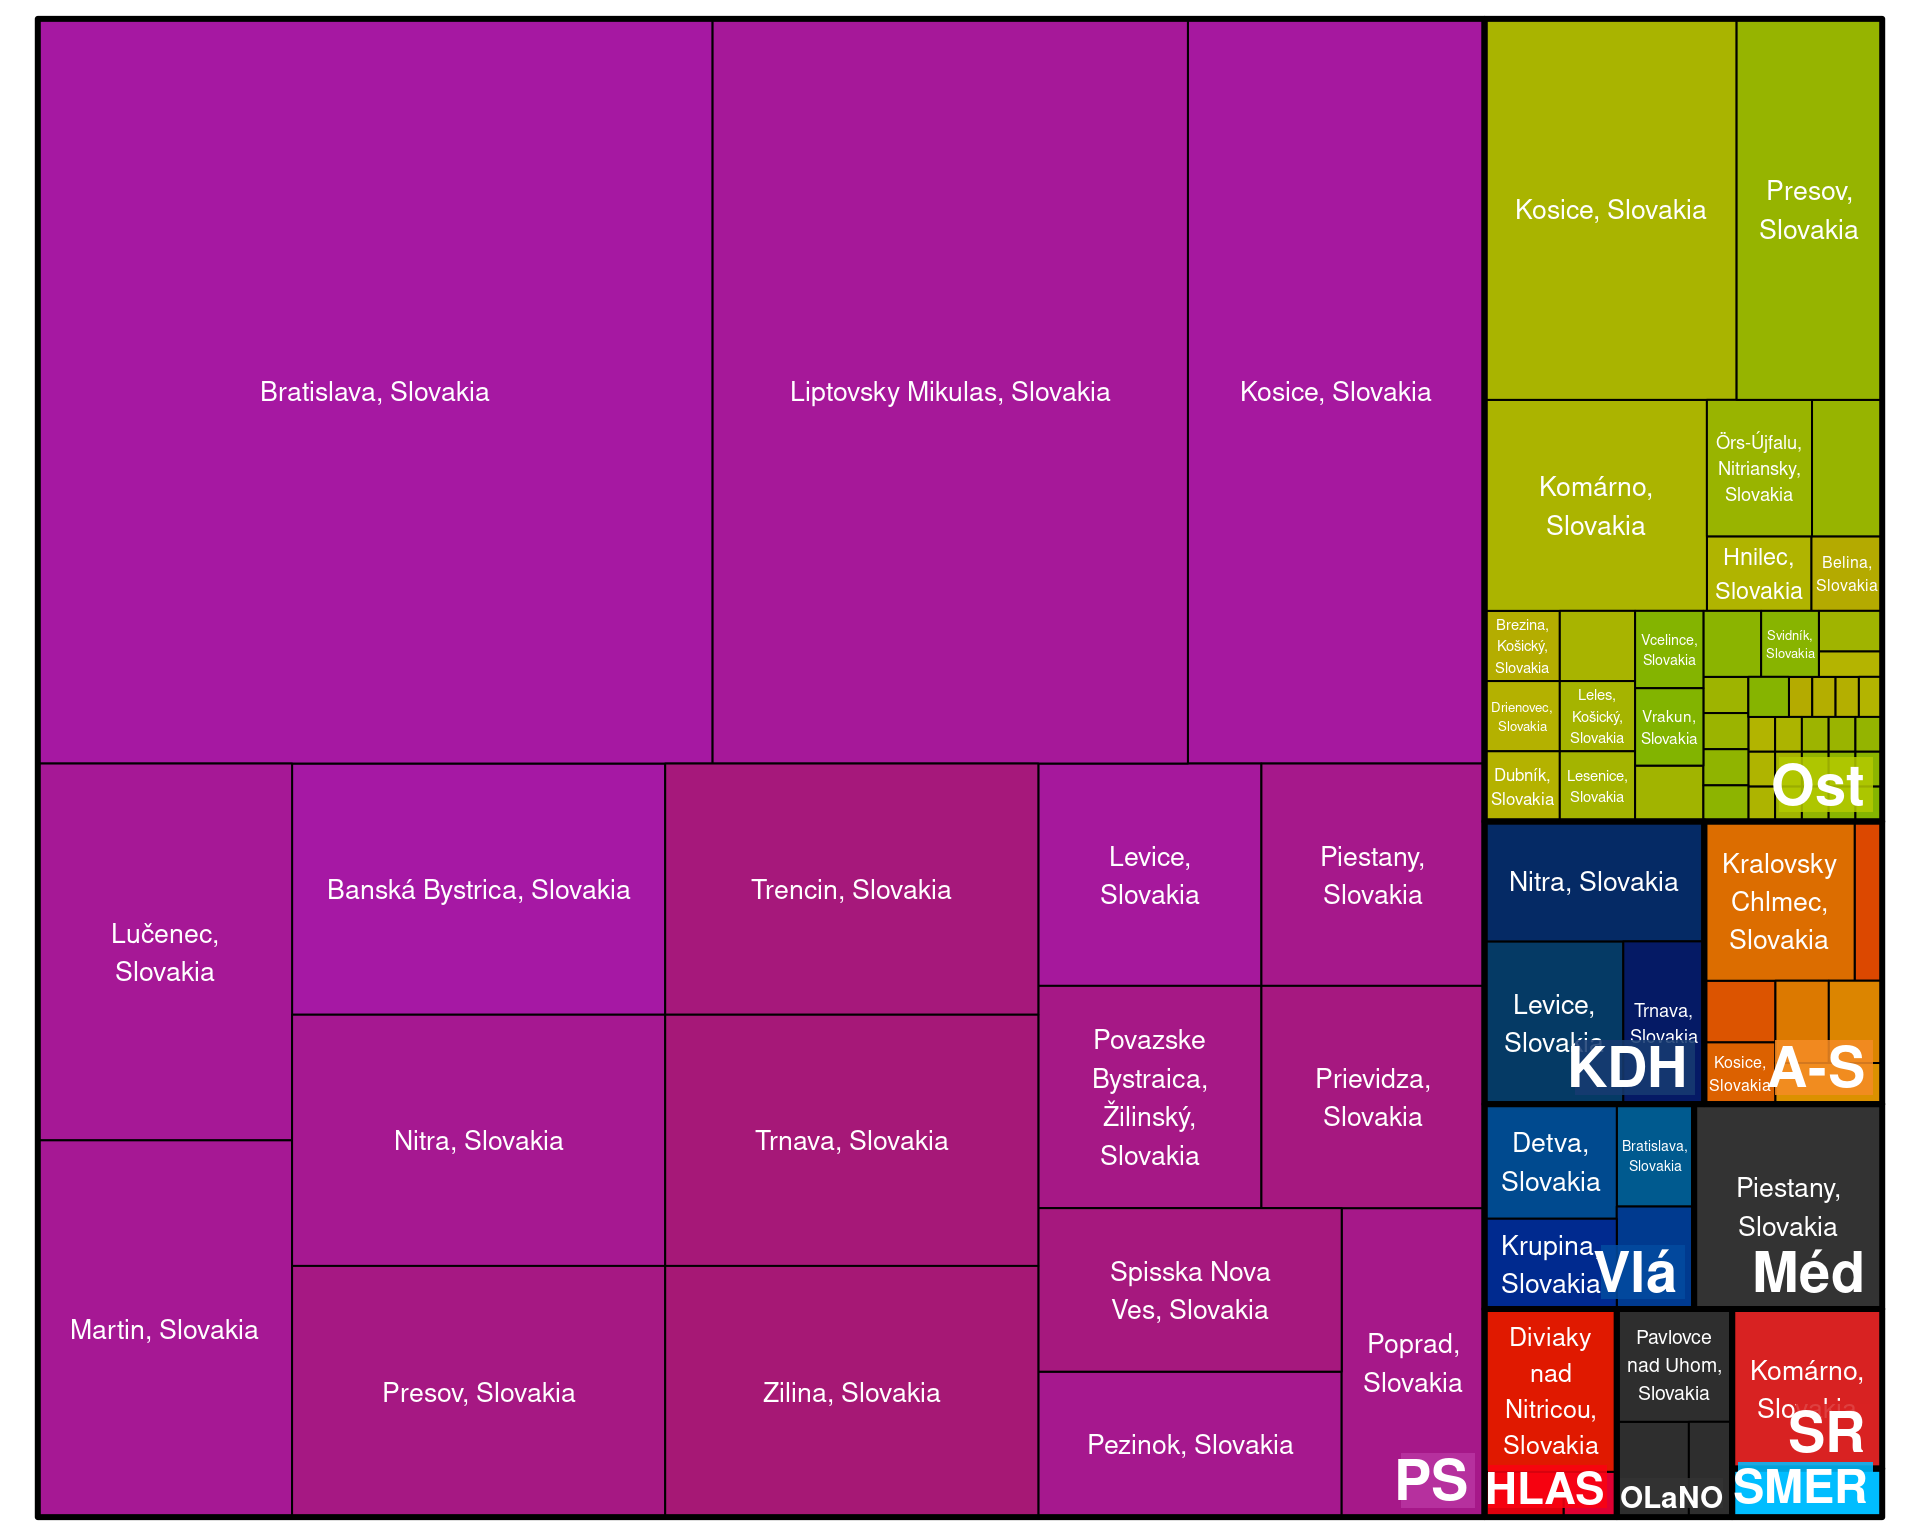 Bratislava, Slovakia
Liptovsky Mikulas, Slovakia
Kosice, Slovakia
Lučenec,
Slovakia
Martin, Slovakia
Banská Bystrica, Slovakia
Nitra, Slovakia
Presov, Slovakia
Trencin, Slovakia
Trnava, Slovakia
Zilina, Slovakia
Levice,
Slovakia
Piestany,
Slovakia
Povazske
Bystraica,
Žilinský,
Slovakia
Prievidza,
Slovakia
Spisska Nova
Ves, Slovakia
Pezinok, Slovakia
Poprad,
Slovakia
PS
Kosice, Slovakia
Presov,
Slovakia
Komárno,
Slovakia
Örs-Újfalu,
Nitriansky,
Slovakia
Hnilec,
Slovakia
Belina,
Slovakia
Brezina,
Košický,
Slovakia
Drienovec,
Slovakia
Dubník,
Slovakia
Leles,
Košický,
Slovakia
Lesenice,
Slovakia
Vcelince,
Slovakia
Vrakun,
Slovakia
Svidník,
Slovakia
Ost
Nitra, Slovakia
Levice,
Slovakia
Trnava,
Slovakia
KDH
Kralovsky
Chlmec,
Slovakia
Kosice,
Slovakia
A-S
Detva,
Slovakia
Bratislava,
Slovakia
Krupina,
Slovakia
Vlá
Piestany,
Slovakia
Méd
Diviaky
nad
Nitricou,
Slovakia
HLAS
Pavlovce
nad Uhom,
Slovakia
OLaNO
Komárno,
Slovakia
SR
SMER